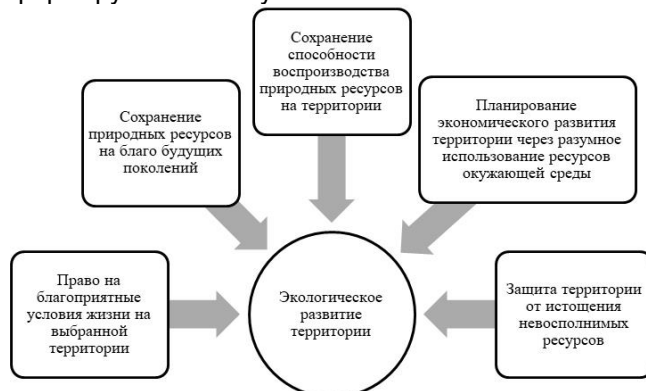 Сохранение
способности
воспроизводства
природных ресурсов
на территории
Сохранение
природных ресурсов
на благо будущих
поколений
Планирование
экономического развития
территории через разумное
использование ресурсов
окружающей среды
Право на
благоприятные
условия жизни на
выбранной
территории
Экологическое
развитие
территории
Защита территории
от истощения
невосполнимых
ресурсов